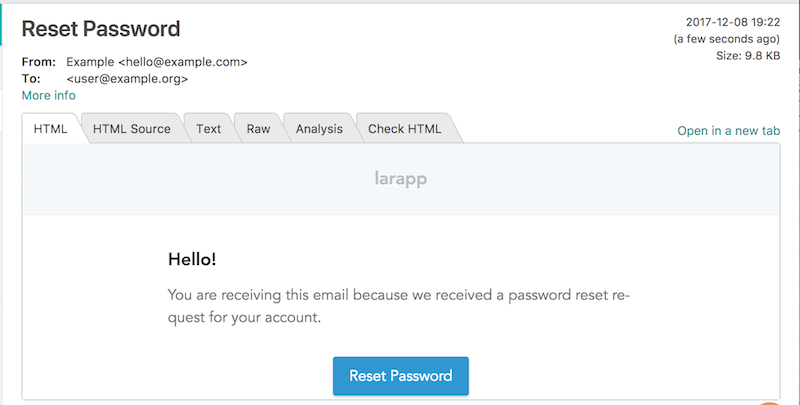 Reset Password
2017-12-08 19:22
(a few seconds ago)
Size: 9.8 KB
From: Example <hello@example.com>
To: <user@example.org>
More info
HTML HTML Source Text Raw Analysis Check HTML
Open in a new tab
larapp
Hello!
You are receiving this email because we received a password reset re-
quest for your account.
Reset Password